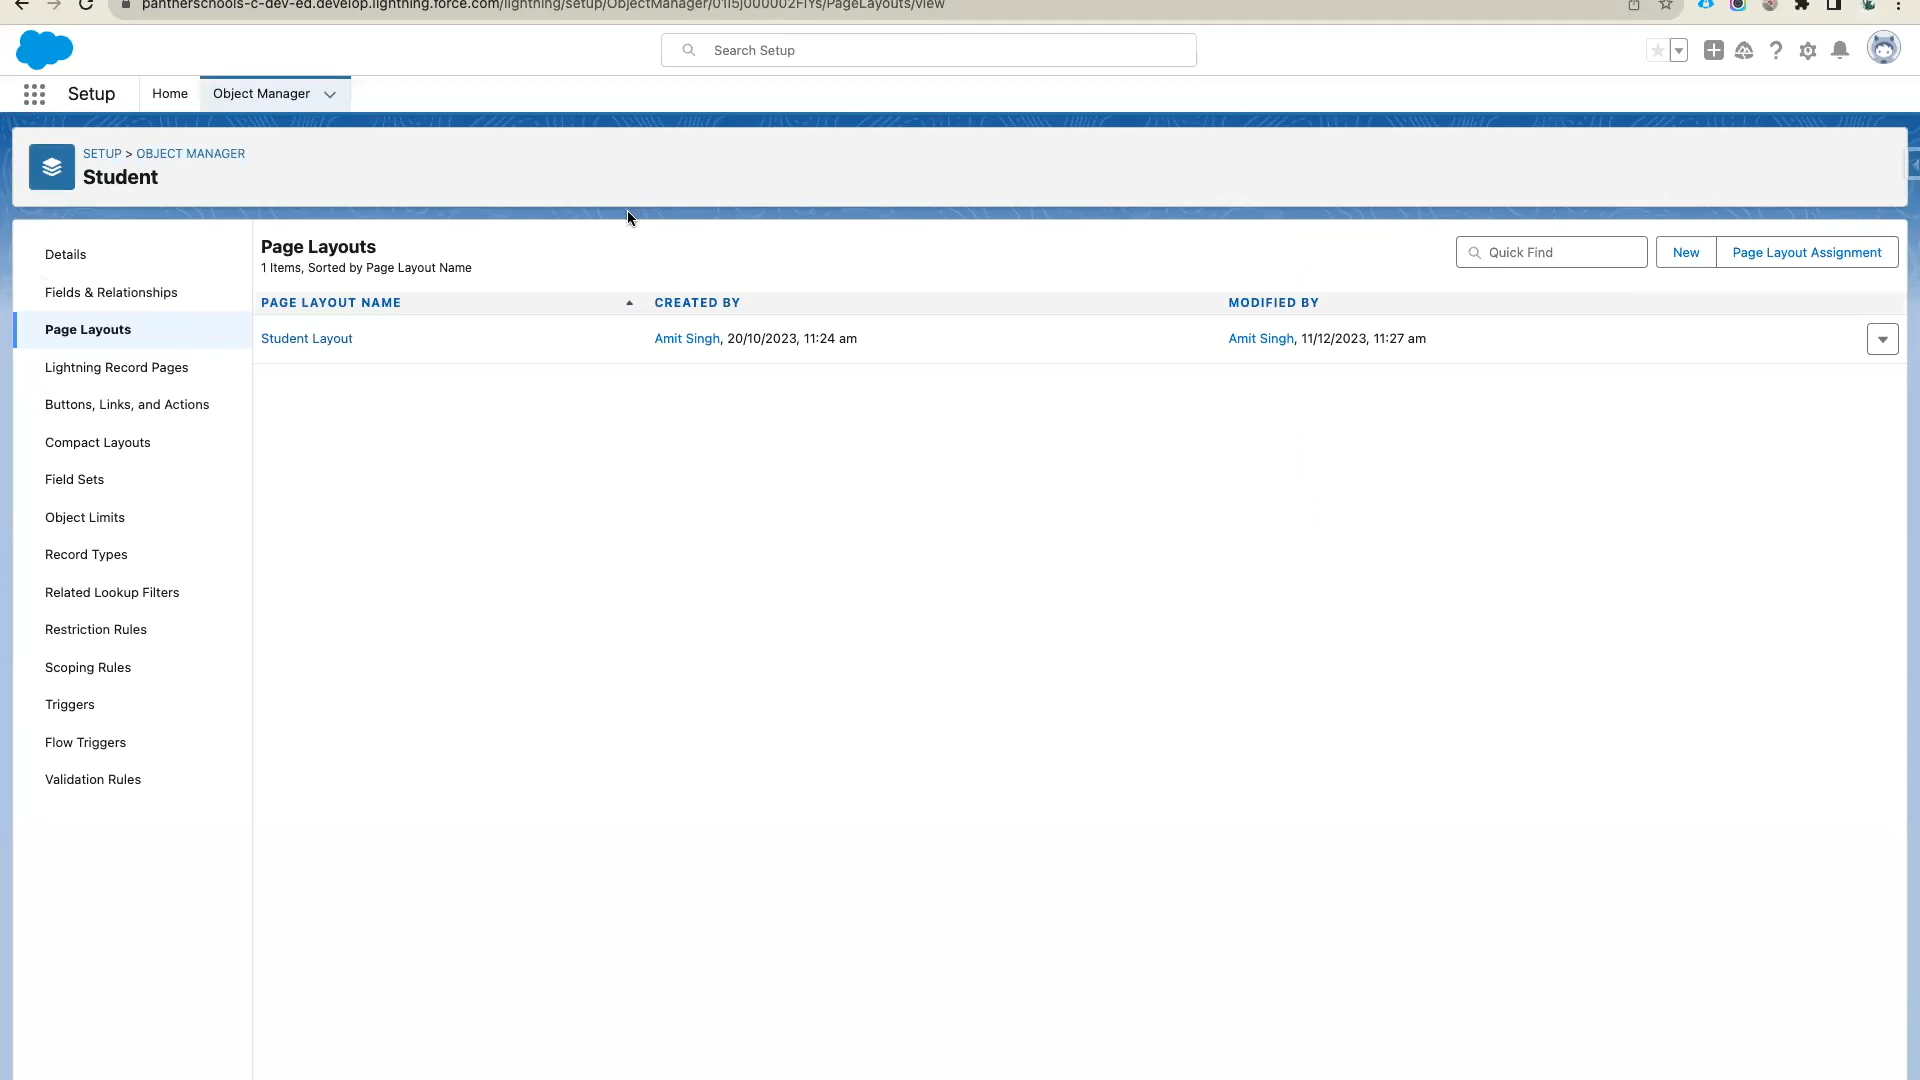 pantherschools-c-dev-ed.develop.lightning.force.com/lightning/setup/ObjectManager/01I5j000002FIYs/PageLayouts/view
Search Setup
Setup
Home
Object Manager
SETUP > OBJECT MANAGER
Student
Details
Fields & Relationships
Page Layouts
Lightning Record Pages
Buttons, Links, and Actions
Compact Layouts
Field Sets
Object Limits
Record Types
Related Lookup Filters
Restriction Rules
Scoping Rules
Triggers
Flow Triggers
Validation Rules
Page Layouts
1 Items, Sorted by Page Layout Name
Quick Find
New
Page Layout Assignment
PAGE LAYOUT NAME CREATED BY MODIFIED BY
Student Layout Amit Singh, 20/10/2023, 11:24 am Amit Singh, 11/12/2023, 11:27 am